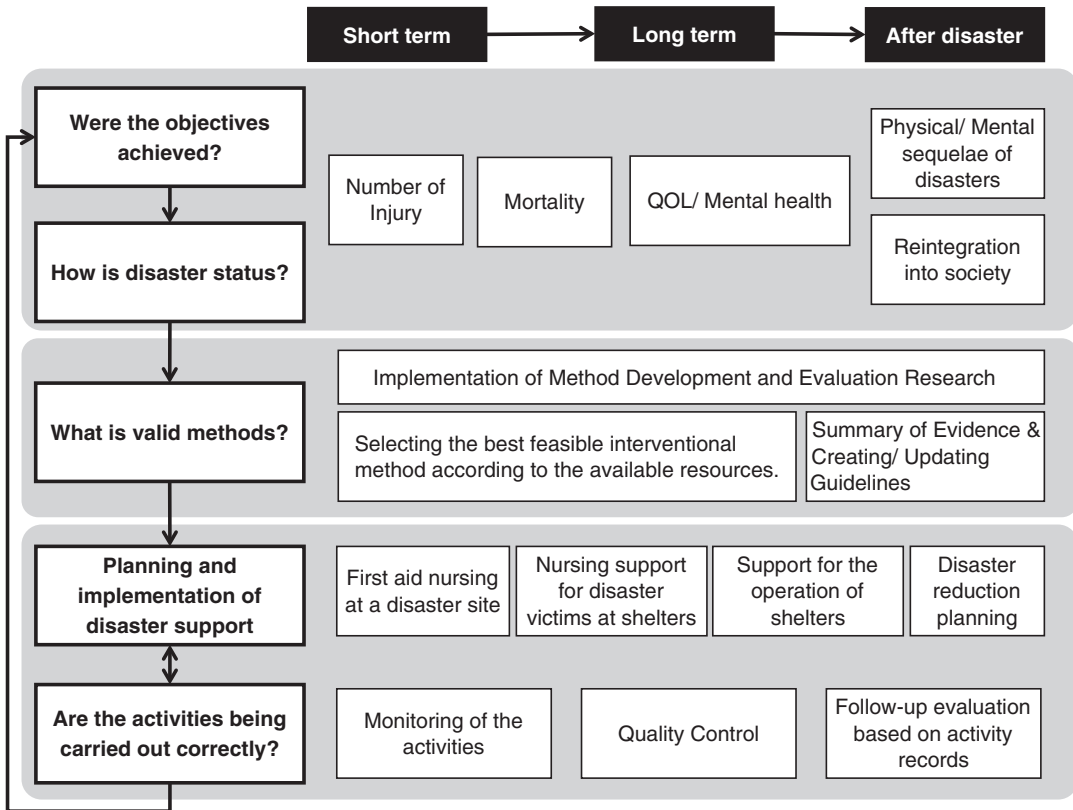 Short term
Long term
After disaster
Were the objectives
achieved?
Number of
Injury
Mortality
QOL/ Mental health
Physical/ Mental
sequelae of
disasters
How is disaster status?
Reintegration
into society
What is valid methods?
Implementation of Method Development and Evaluation Research
Selecting the best feasible interventional
method according to the available resources.
Summary of Evidence &
Creating/ Updating
Guidelines
Planning and
implementation of
disaster support
First aid nursing
at a disaster site
Nursing support
for disaster
victims at shelters
Support for the
operation of
shelters
Disaster
reduction
planning
Are the activities being
carried out correctly?
Monitoring of the
activities
Quality Control
Follow-up evaluation
based on activity
records